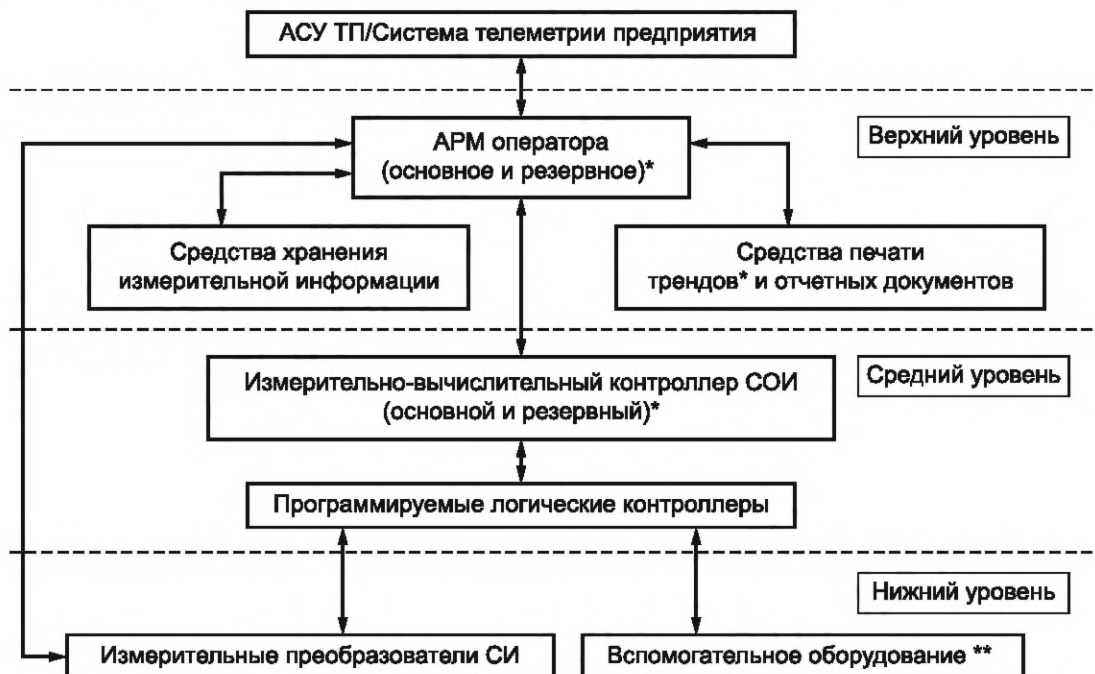 АСУ ТП/Система телеметрии предприятия
Верхний уровень
АРМ оператора
(основное и резервное)*
Средства хранения
измерительной информации
Средства печати
трендов* и отчетных документов
Средний уровень
Измерительно-вычислительный контроллер СОИ
(основной и резервный)*
Программируемые логические контроллеры
Нижний уровень
Измерительные преобразователи СИ
Вспомогательное оборудование **